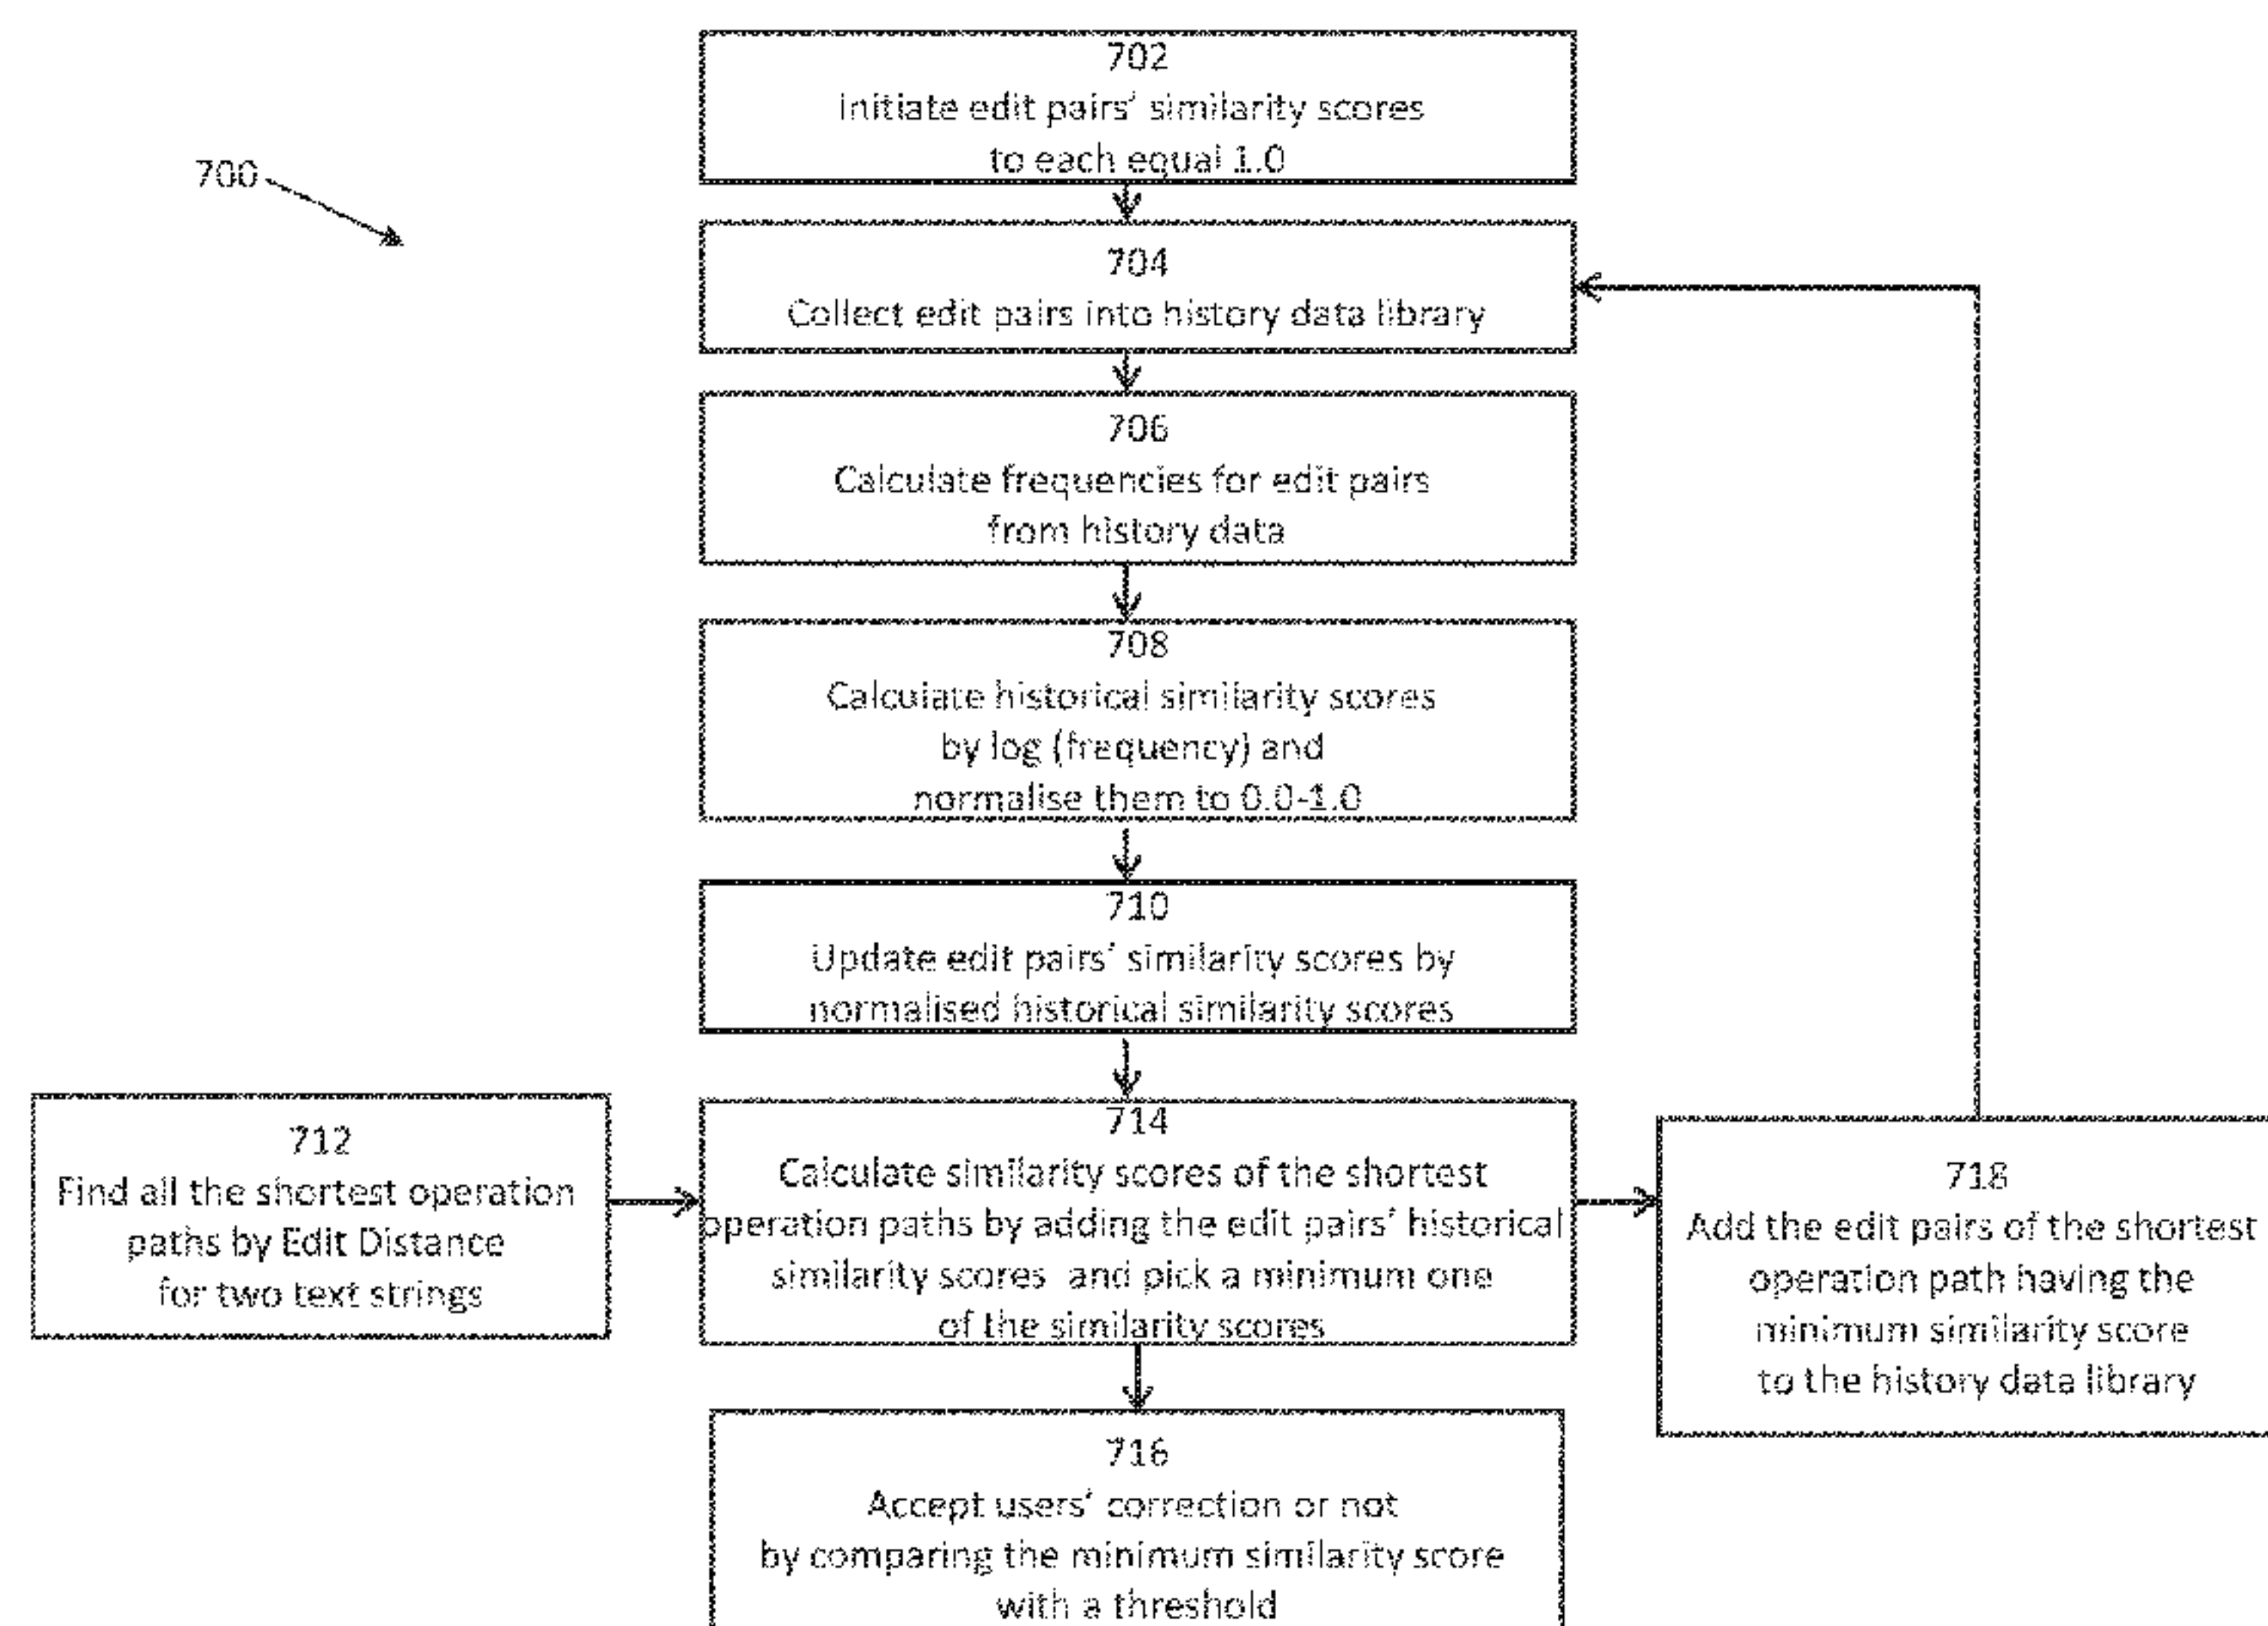 700
702
Initiate edit pairs' similarity scores
to each equal 1.0
704
Collect edit pairs into history data library
706
Calculate frequencies for edit pairs
from history data
708
Calculate historical similarity scores
by log (frequency) and
normalise them to 0.0-1.0
710
Update edit pairs' similarity scores by
normalised historical similarity scores
712
Find all the shortest operation
paths by Edit Distance
for two text strings
714
Calculate similarity scores of the shortest
operation paths by adding the edit pairs' historical
similarity scores and pick a minimum one
of the similarity scores
718
Add the edit pairs of the shortest
operation path having the
minimum similarity score
to the history data library
716
Accept users' correction or not
by comparing the minimum similarity score
with a threshold